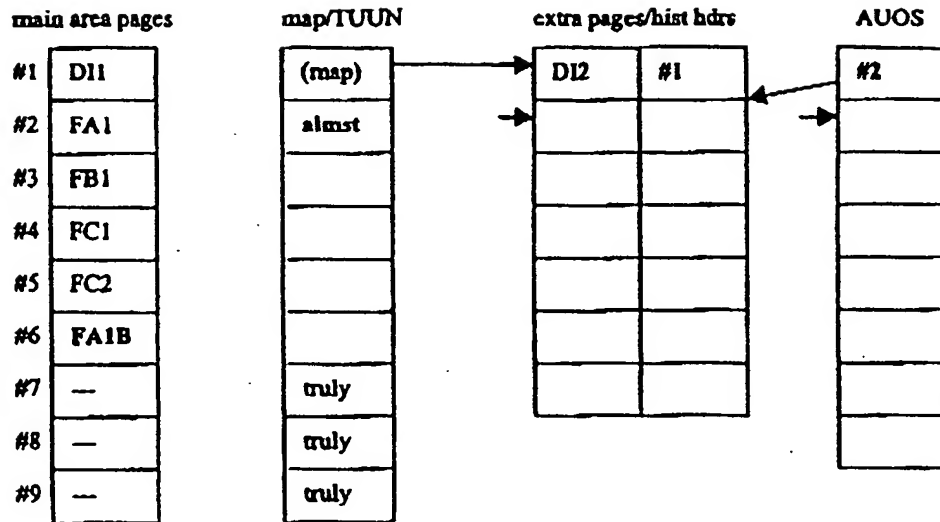 main area pages map/TUUN extra pages/hist hdrs AUOS
#1 DI1 (map) DI2 #1 #2
#2 FA1 almst
#3 FB1
#4 FC1
#5 FC2
#6 FA1B
#7 — truly
#8 — truly
#9 — truly